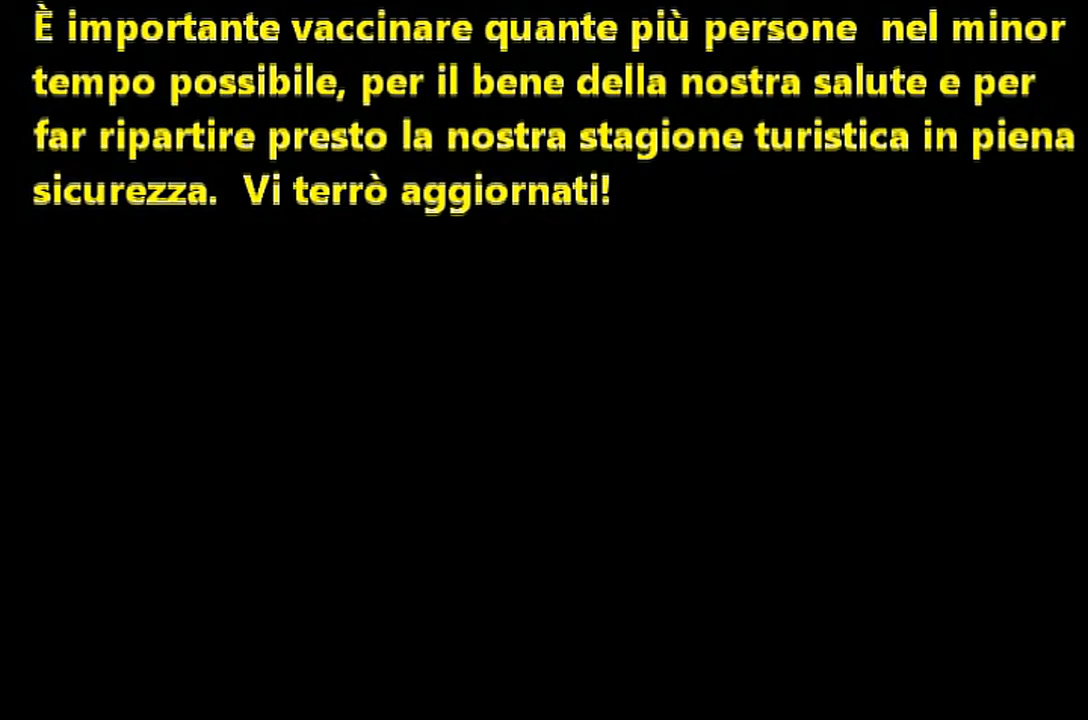 È importante vaccinare quante più persone  nel minor
tempo possibile, per il bene della nostra salute e per
far ripartire presto la nostra stagione turistica in piena
sicurezza.  Vi terrò aggiornati!